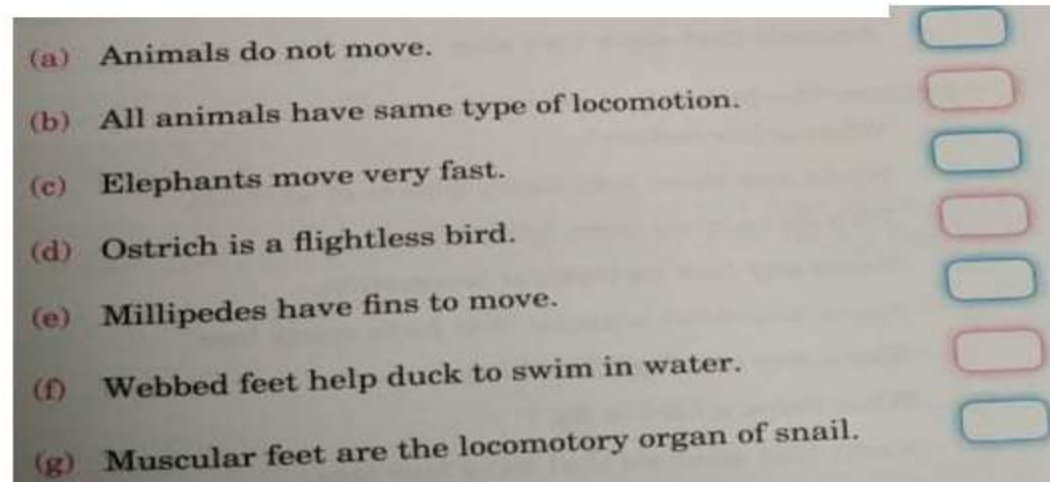 (a) Animals do not move.
(b) All animals have same type of locomotion.
(c) Elephants move very fast.
(d) Ostrich is a flightless bird.
(e) Millipedes have fins to move.
(f) Webbed feet help duck to swim in water.
(g) Muscular feet are the locomotory organ of snail.